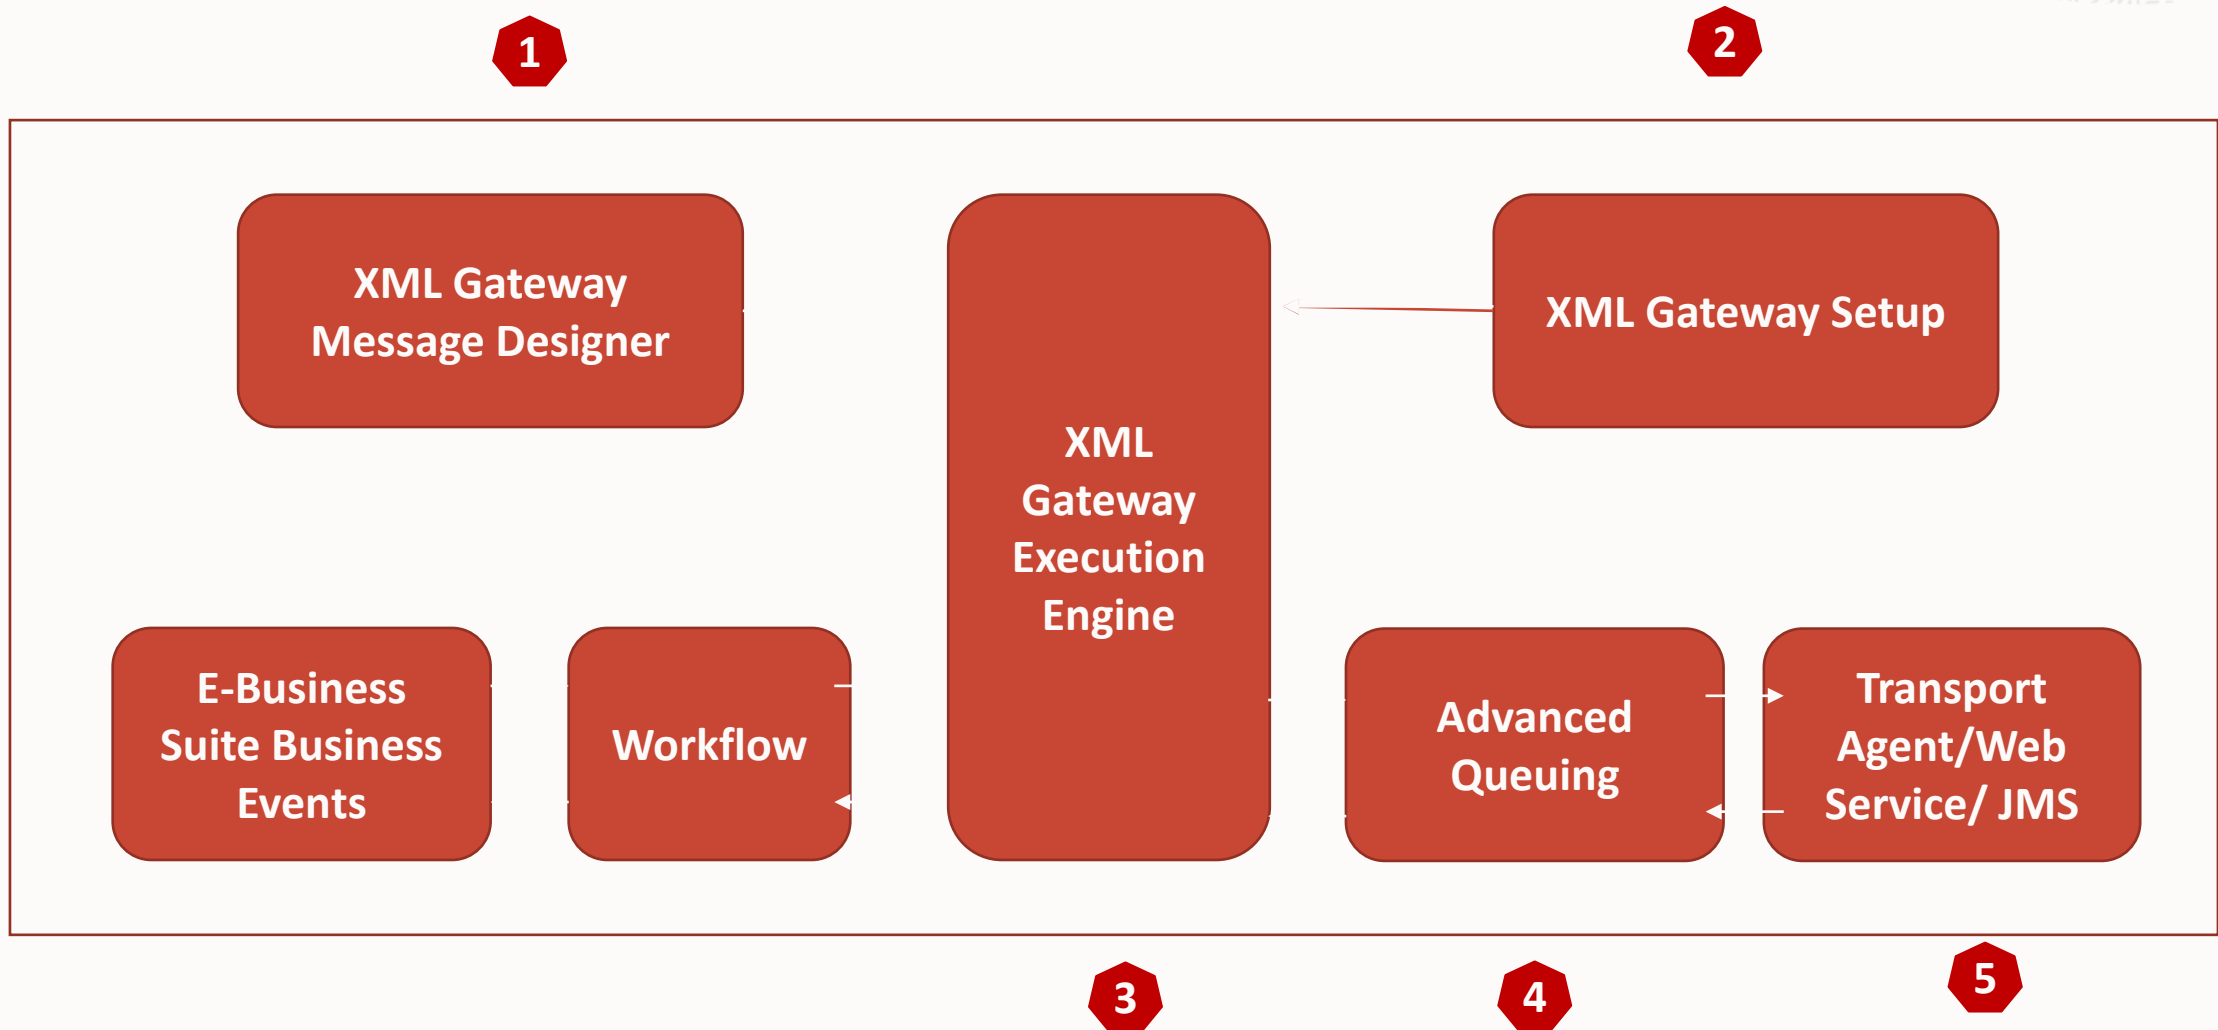 1
2
XML Gateway
Message Designer
XML
Gateway
Execution
Engine
XML Gateway Setup
E-Business
Suite Business
Events
Workflow
Advanced
Queuing
Transport
Agent/Web
Service/ JMS
3
4
5